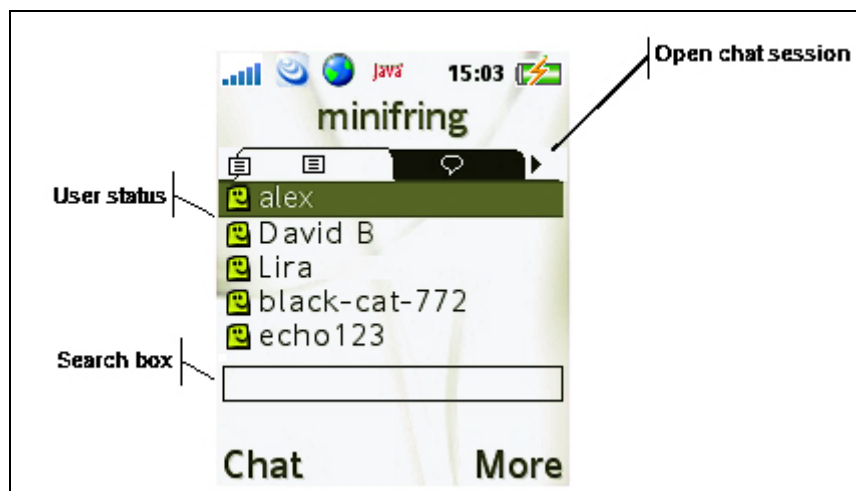 Open chat session
Java
15:03
minifring
User status
alex
David B
Lira
black-cat-772
echo123
Search box
Chat
More